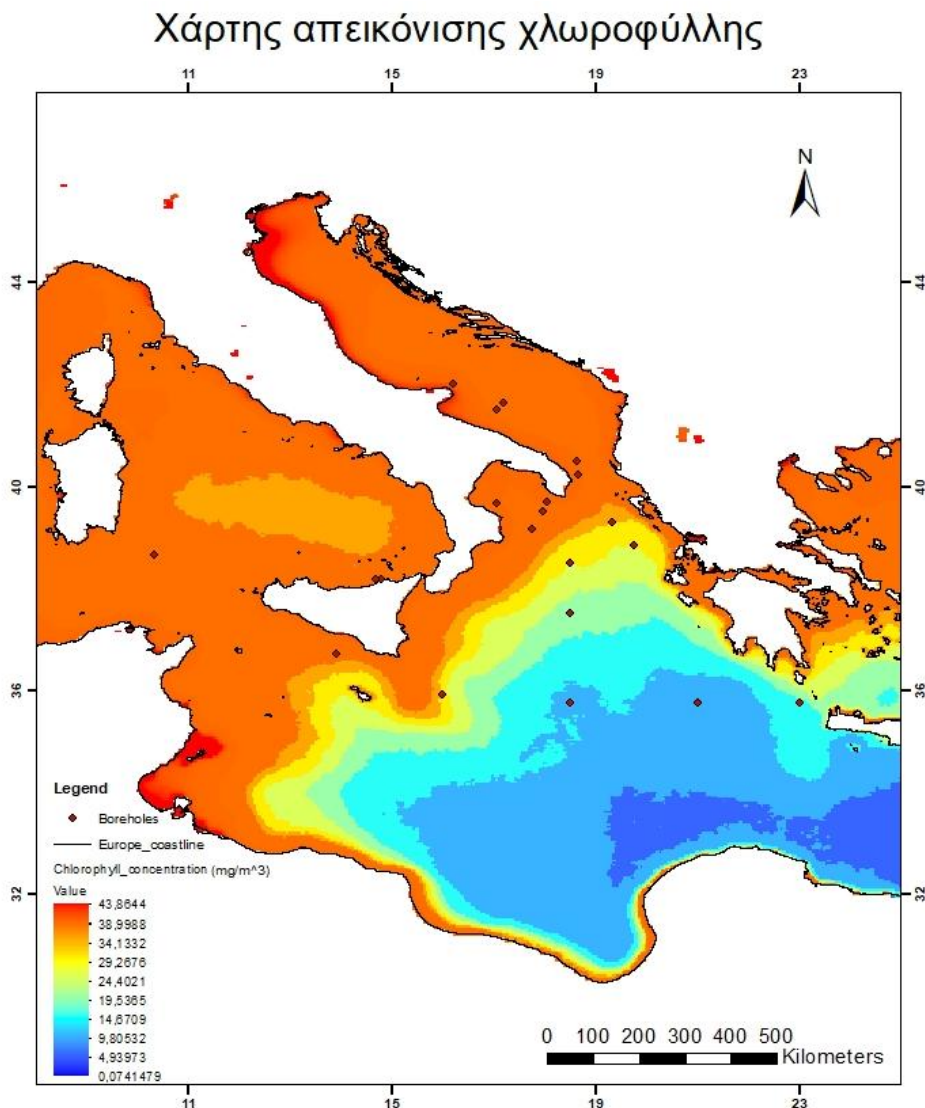 Χάρτης απεικόνισης χλωροφύλλης
11 15 19 23
N
44 44
40 40
36 36
32 32
Legend
Boreholes
Europe_coastline
Chlorophyll_concentration (mg/m^3)
Value
43,8644
38,9988
34,1332
29,2676
24,4021
19,5365
14,6709
9,80532
4,93973
0,0741479
0 100 200 300 400 500
Kilometers
11 15 19 23